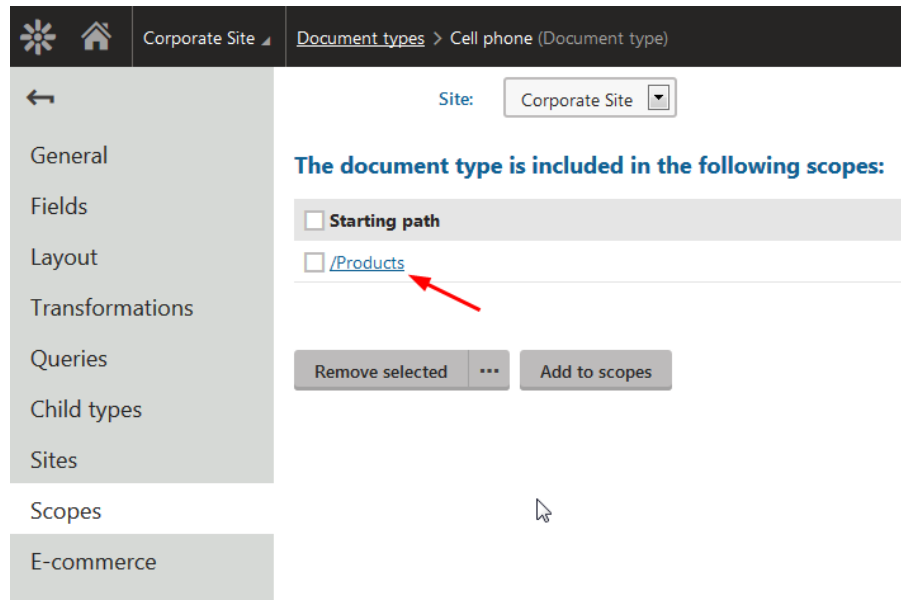 Corporate Site Document types > Cell phone (Document type)
Site: Corporate Site
General
The document type is included in the following scopes:
Fields
Starting path
Layout
/Products
Transformations
Queries
Remove selected ... Add to scopes
Child types
Sites
Scopes
E-commerce